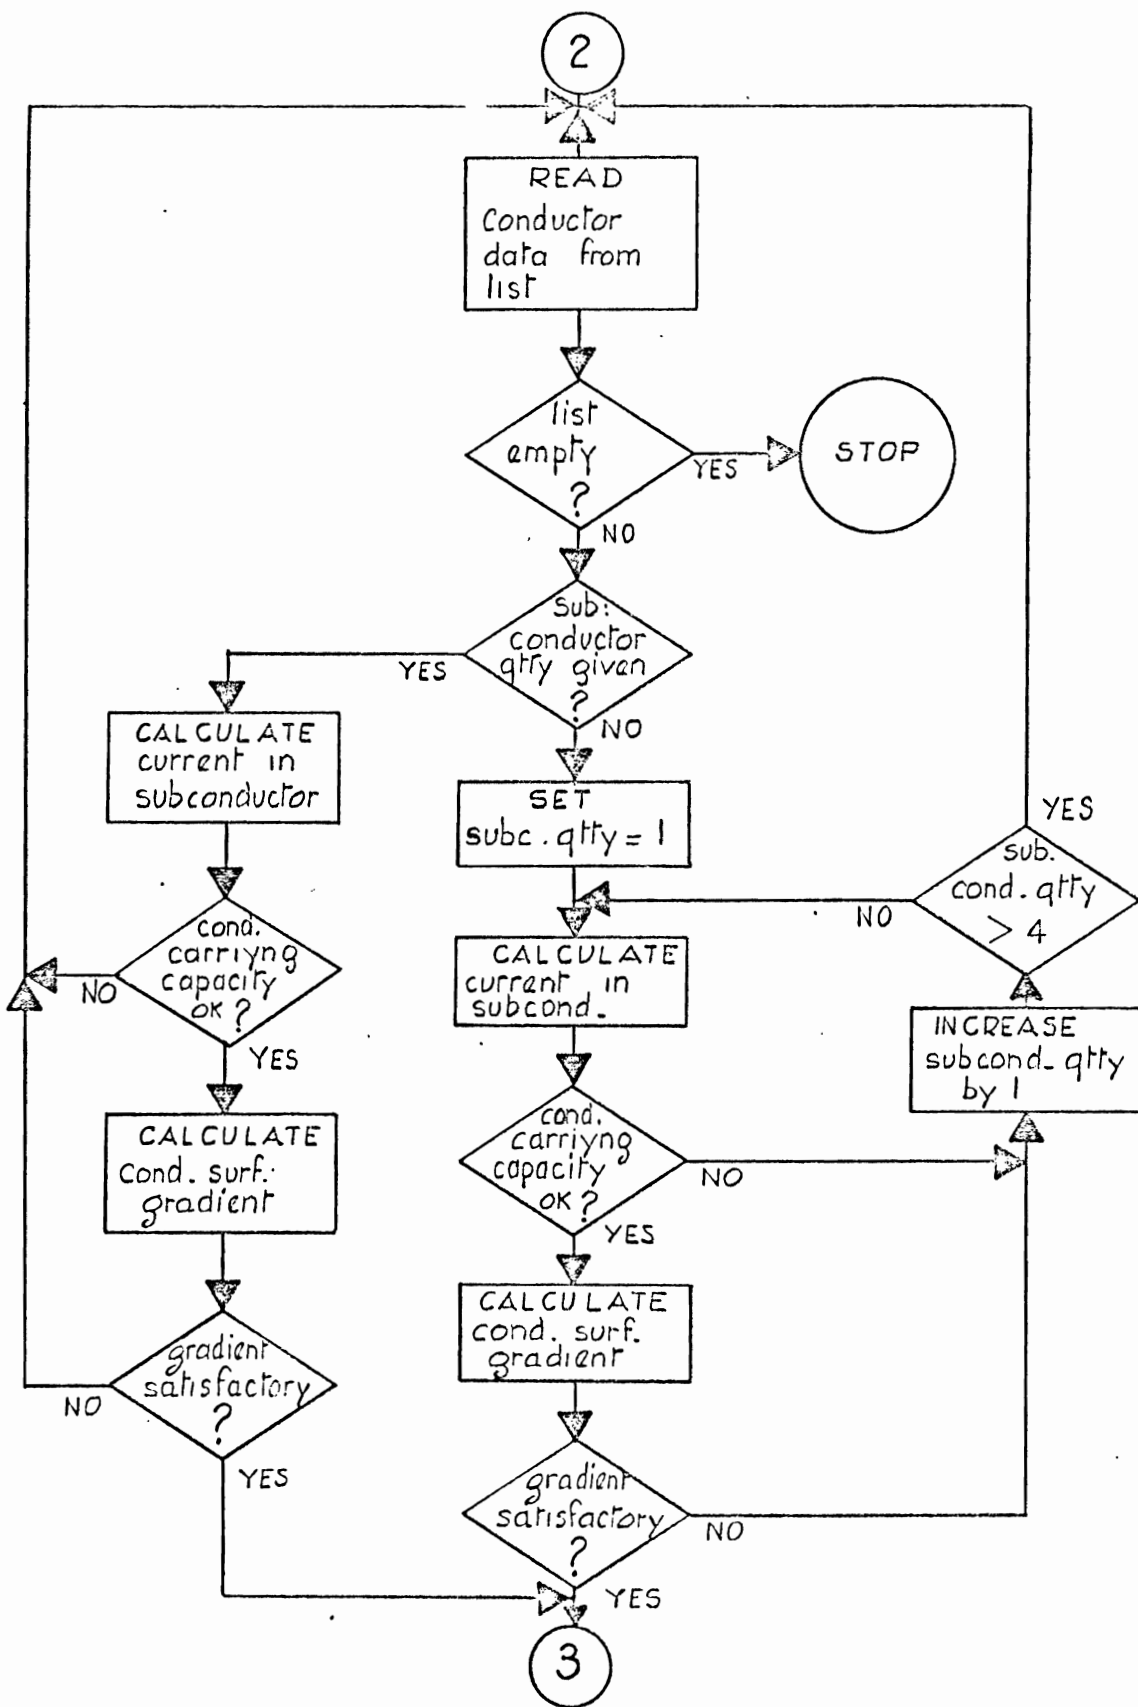 2
READ
Conductor
data from
list
list
empty
?
YES
STOP
NO
sub:
conductor
qtty given
?
YES
NO
CALCULATE
current in
subconductor
SET
subc. qtty = 1
YES
sub.
cond. qtty
> 4
NO
cond.
carriyng
capacity
OK ?
NO
YES
CALCULATE
current in
subcond.
INCREASE
subcond. qtty
by 1
cond.
carriyng
capacity
OK ?
NO
YES
CALCULATE
cond. surf.
gradient
CALCULATE
cond. surf.
gradient
gradient
satisfactory
?
NO
YES
gradient
satisfactory
?
NO
YES
3